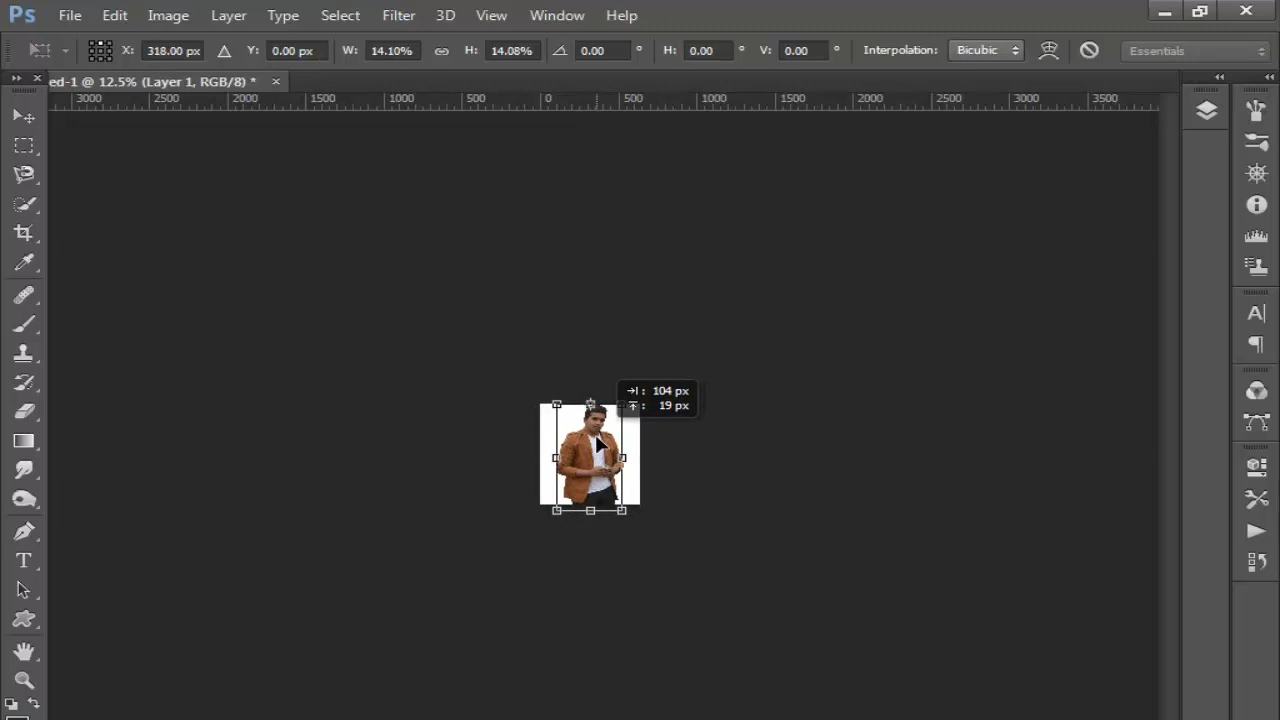 Ps File Edit Image Layer Type Select Filter 3D View Window Help
X: 318.00 px Y: 0.00 px W: 14.10% H: 14.08% 0.00 ° H: 0.00 ° V: 0.00 ° Interpolation: Bicubic Essentials
ed-1 @ 12.5% (Layer 1, RGB/8) * ×
3000 2500 2000 1500 1000 500 0 500 1000 1500 2000 2500 3000 3500
: 104 px
: 19 px
A|
T